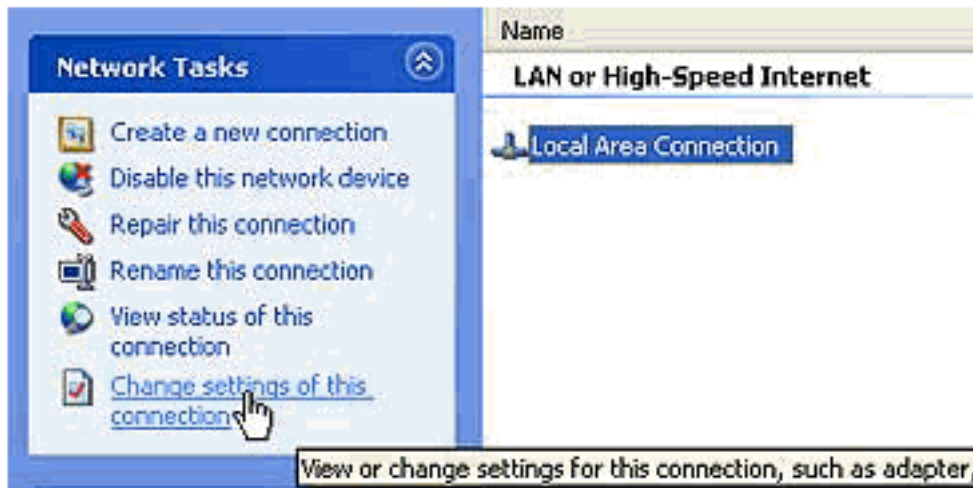 Network Tasks
Create a new connection
Disable this network device
Repair this connection
Rename this connection
View status of this
connection
Change settings of this
connection
Name
LAN or High-Speed Internet
Local Area Connection
View or change settings for this connection, such as adapter,